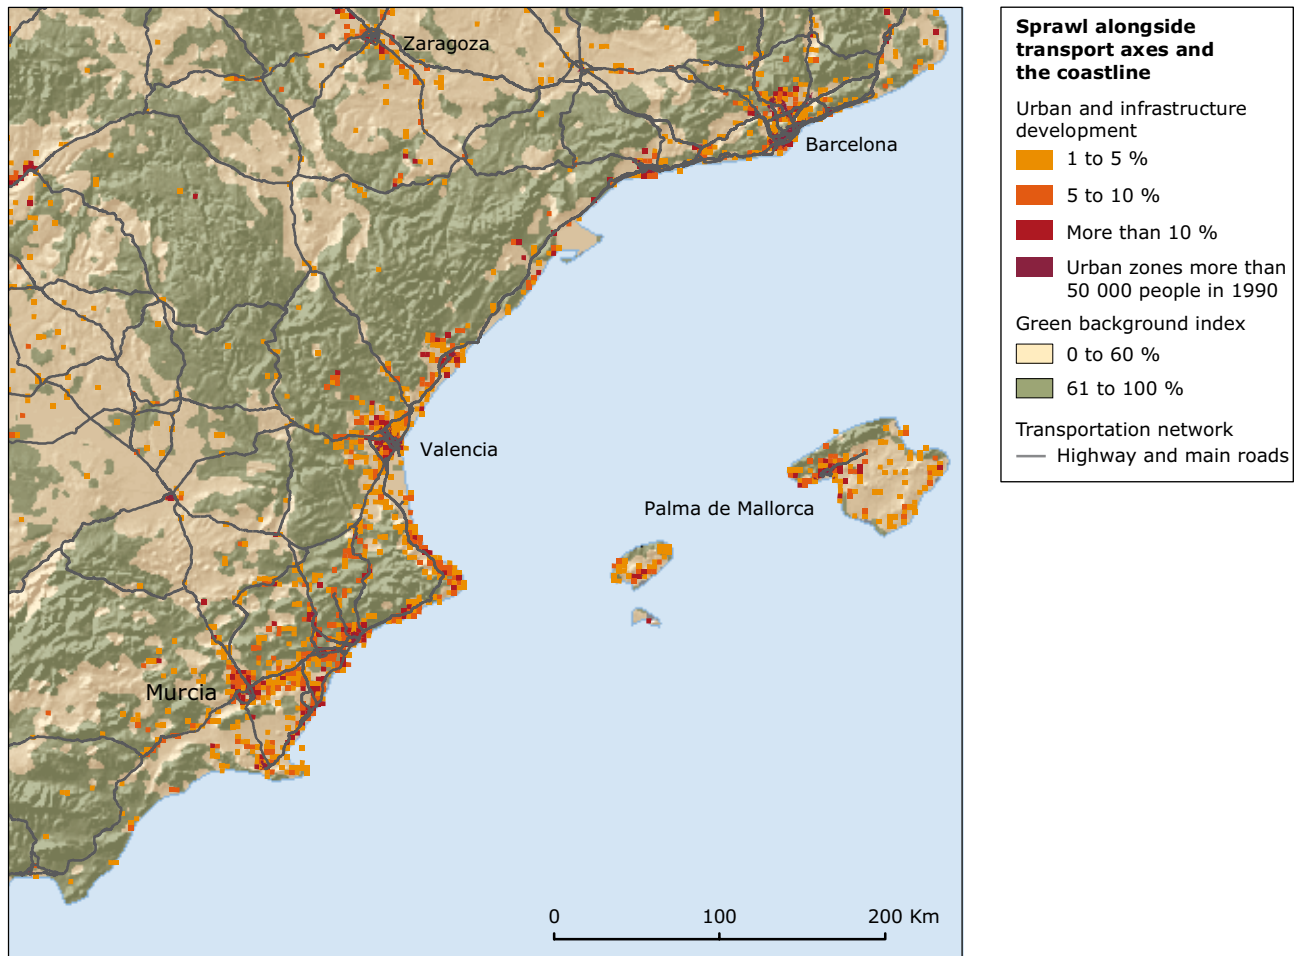 Zaragoza
Barcelona
Valencia
Palma de Mallorca
Murcia
0 100 200 Km
Sprawl alongside
transport axes and
the coastline
Urban and infrastructure
development
1 to 5 %
5 to 10 %
More than 10 %
Urban zones more than
50 000 people in 1990
Green background index
0 to 60 %
61 to 100 %
Transportation network
Highway and main roads